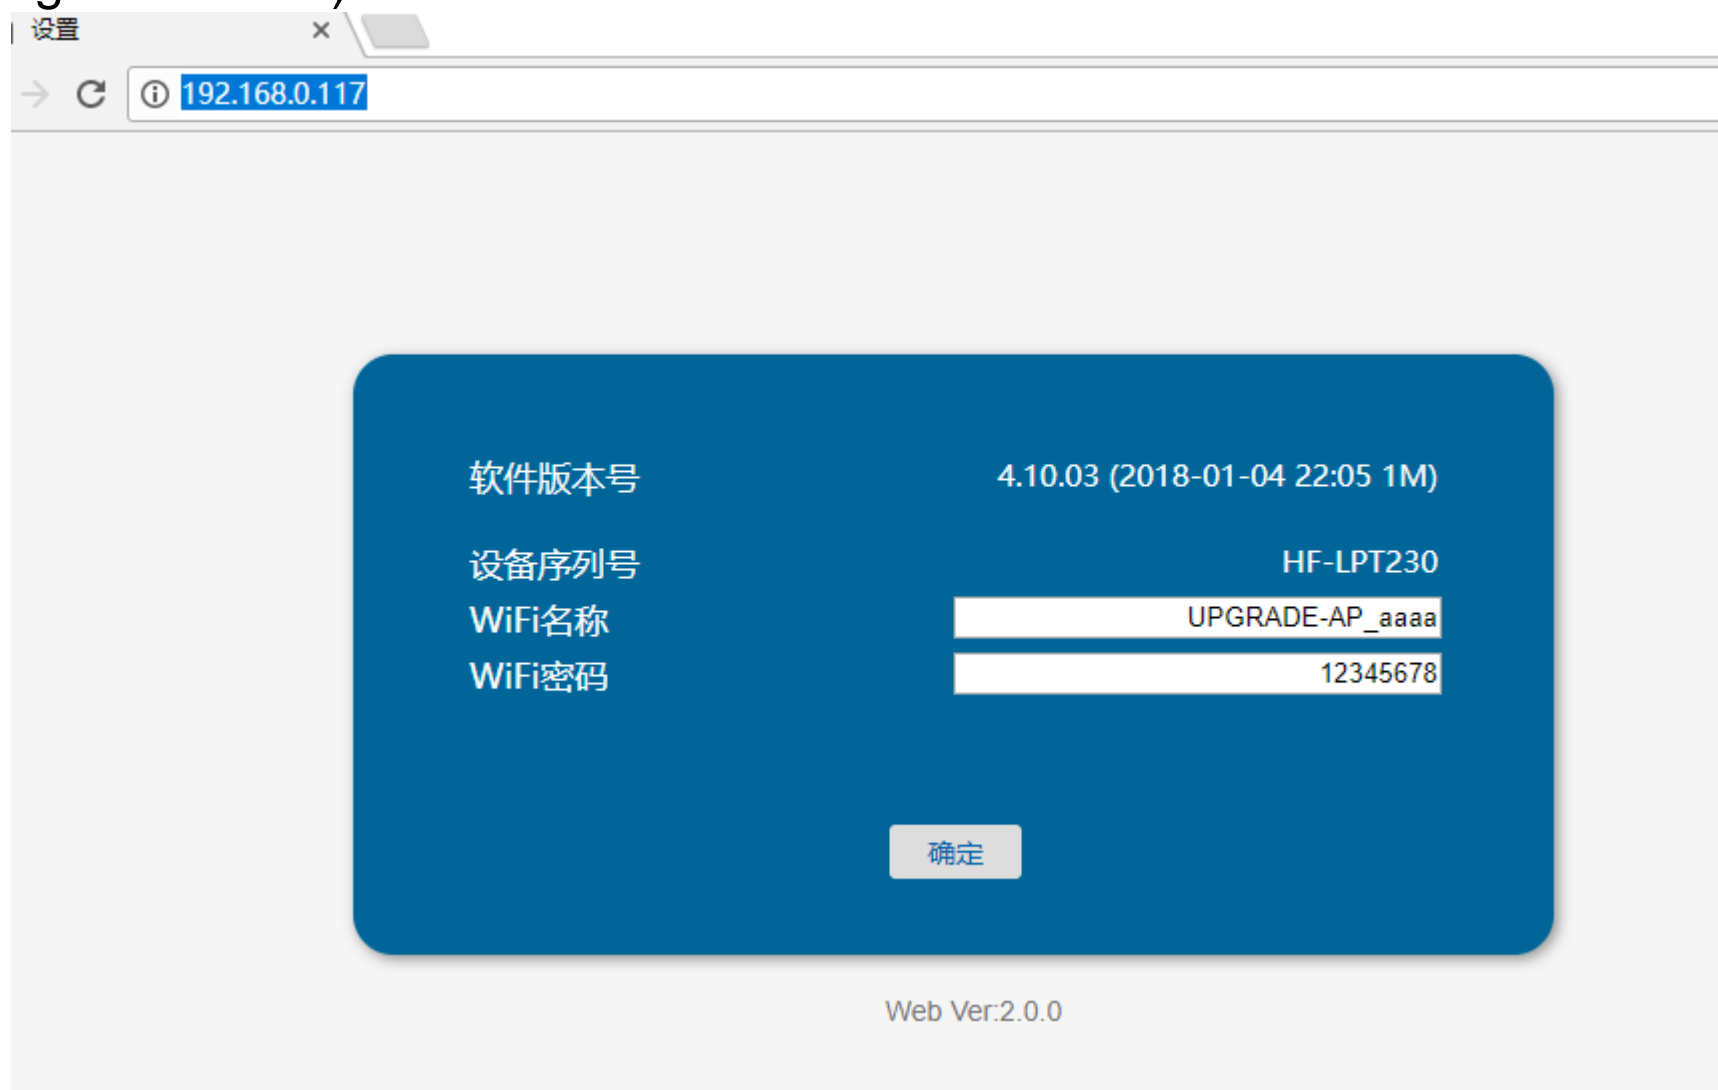 设置
192.168.0.117
软件版本号 4.10.03 (2018-01-04 22:05 1M)
设备序列号 HF-LPT230
WiFi名称 UPGRADE-AP_aaaa
WiFi密码 12345678
确定
Web Ver:2.0.0